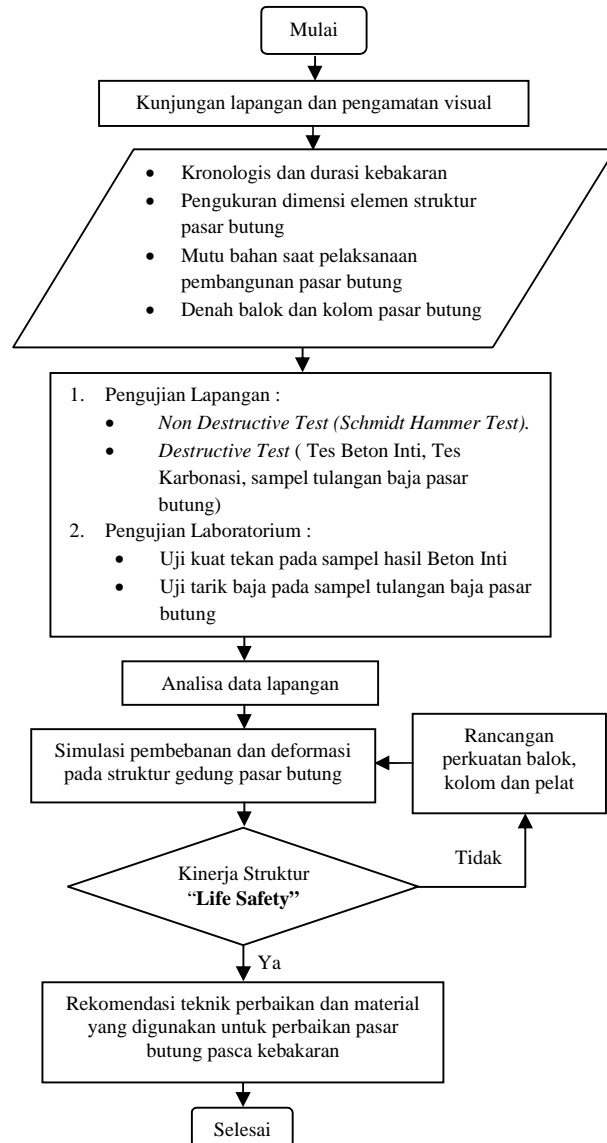 Mulai
Kunjungan lapangan dan pengamatan visual
• Kronologis dan durasi kebakaran
• Pengukuran dimensi elemen struktur
pasar butung
• Mutu bahan saat pelaksanaan
pembangunan pasar butung
• Denah balok dan kolom pasar butung
1. Pengujian Lapangan :
• Non Destructive Test (Schmidt Hammer Test).
• Destructive Test ( Tes Beton Inti, Tes
Karbonasi, sampel tulangan baja pasar
butung)
2. Pengujian Laboratorium :
• Uji kuat tekan pada sampel hasil Beton Inti
• Uji tarik baja pada sampel tulangan baja pasar
butung
Analisa data lapangan
Simulasi pembebanan dan deformasi
pada struktur gedung pasar butung
Rancangan
perkuatan balok,
kolom dan pelat
Kinerja Struktur
“Life Safety”
Tidak
Ya
Rekomendasi teknik perbaikan dan material
yang digunakan untuk perbaikan pasar
butung pasca kebakaran
Selesai